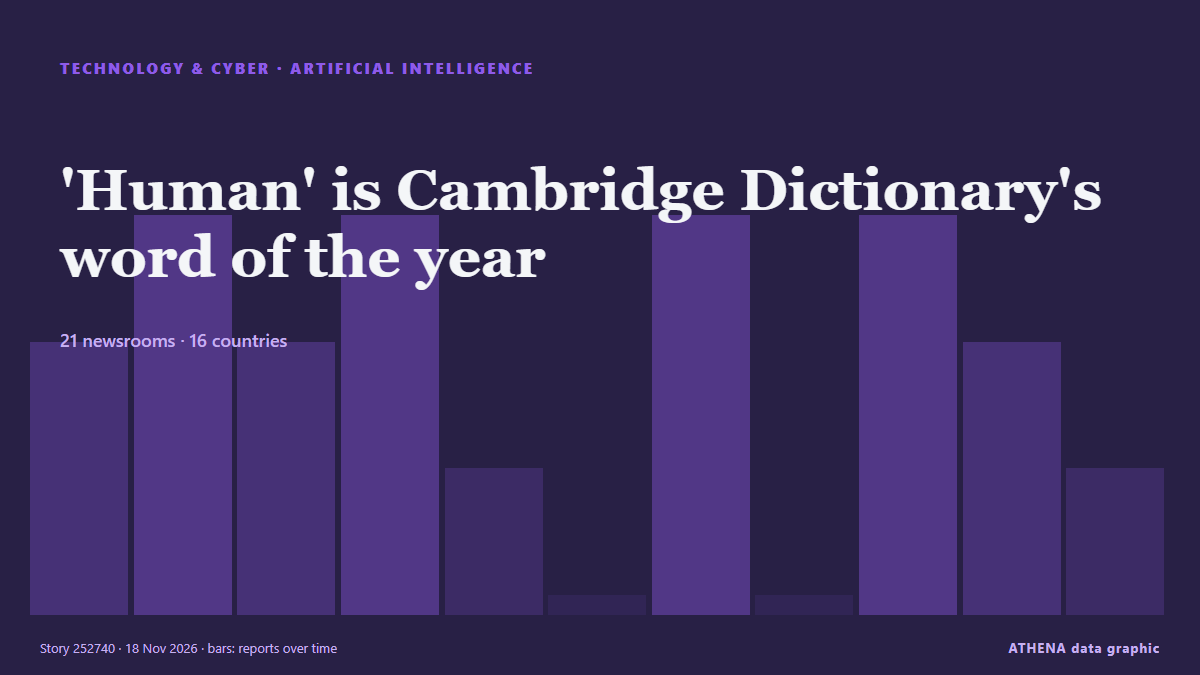 TECHNOLOGY & CYBER · ARTIFICIAL INTELLIGENCE
'Human' is Cambridge Dictionary's
word of the year
21 newsrooms · 16 countries
Story 252740 · 18 Nov 2026 · bars: reports over time
ATHENA data graphic